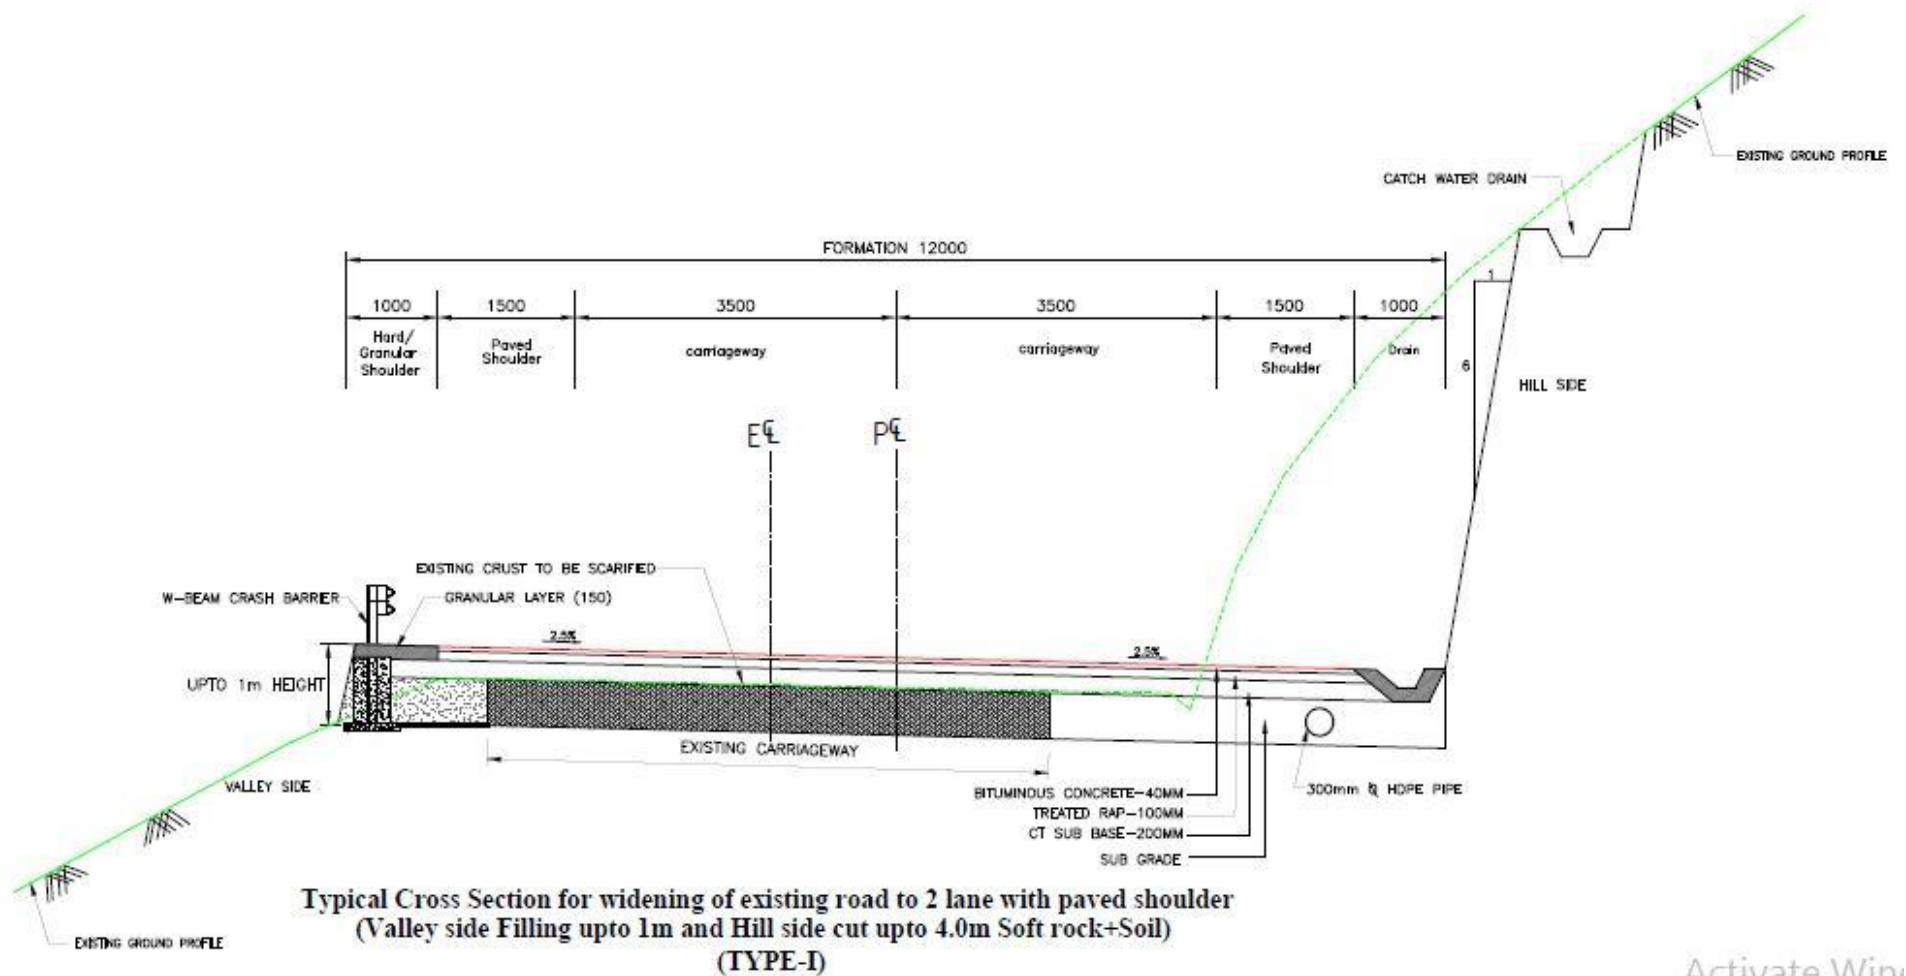 EXISTING GROUND PROFILE
CATCH WATER DRAIN
FORMATION 12000
1000 1500 3500 3500 1500 1000
Hard/
Granular
Shoulder
Paved
Shoulder
carriageway
carriageway
Paved
Shoulder
Drain
1
6
HILL SIDE
E℄
P℄
EXISTING CRUST TO BE SCARIFIED
W-BEAM CRASH BARRIER
GRANULAR LAYER (150)
2.5%
2.5%
UPTO 1m HEIGHT
EXISTING CARRIAGEWAY
VALLEY SIDE
BITUMINOUS CONCRETE-40MM
300mm HDPE PIPE
TREATED RAP-100MM
CT SUB BASE-200MM
SUB GRADE
Typical Cross Section for widening of existing road to 2 lane with paved shoulder
(Valley side Filling upto 1m and Hill side cut upto 4.0m Soft rock+Soil)
EXISTING GROUND PROFILE
(TYPE-I)